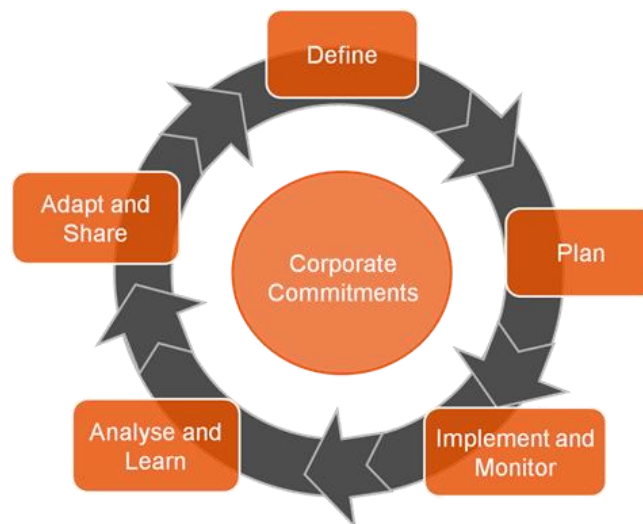 Define
Plan
Implement and
Monitor
Analyse and
Learn
Adapt and
Share
Corporate
Commitments